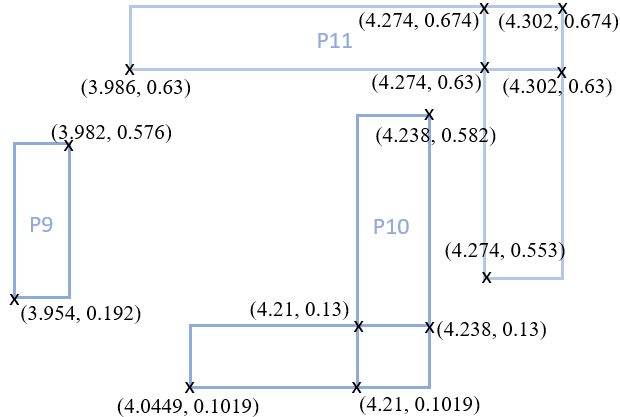 (4.274, 0.674) (4.302, 0.674)
P11
(3.986, 0.63) (4.274, 0.63) (4.302, 0.63)
(3.982, 0.576) (4.238, 0.582)
P9 P10
(4.274, 0.553)
(3.954, 0.192) (4.21, 0.13) (4.238, 0.13)
(4.0449, 0.1019) (4.21, 0.1019)